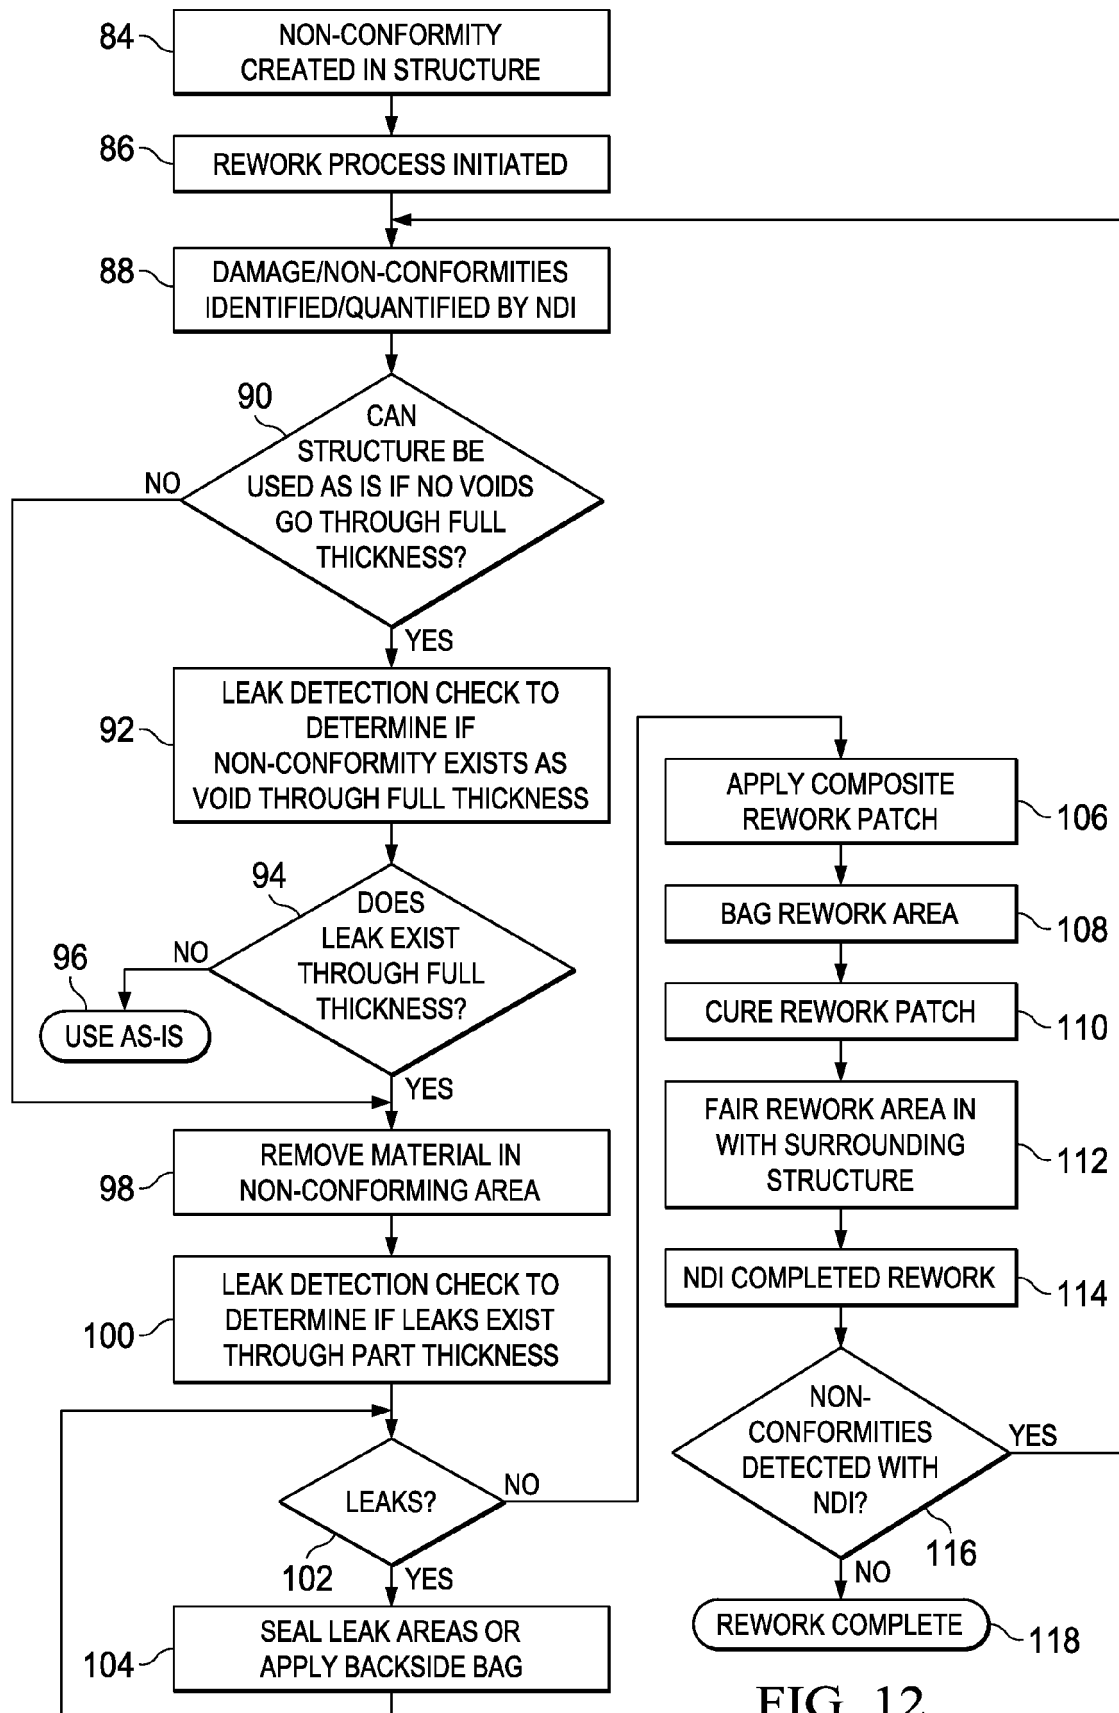 84
NON-CONFORMITY
CREATED IN STRUCTURE
86
REWORK PROCESS INITIATED
88
DAMAGE/NON-CONFORMITIES
IDENTIFIED/QUANTIFIED BY NDI
90
CAN
STRUCTURE BE
USED AS IS IF NO VOIDS
GO THROUGH FULL
THICKNESS?
NO
YES
92
LEAK DETECTION CHECK TO
DETERMINE IF
NON-CONFORMITY EXISTS AS
VOID THROUGH FULL THICKNESS
94
DOES
LEAK EXIST
THROUGH FULL
THICKNESS?
NO
96
USE AS-IS
YES
98
REMOVE MATERIAL IN
NON-CONFORMING AREA
100
LEAK DETECTION CHECK TO
DETERMINE IF LEAKS EXIST
THROUGH PART THICKNESS
LEAKS?
NO
102
YES
104
SEAL LEAK AREAS OR
APPLY BACKSIDE BAG
APPLY COMPOSITE
REWORK PATCH
106
BAG REWORK AREA
108
CURE REWORK PATCH
110
FAIR REWORK AREA IN
WITH SURROUNDING
STRUCTURE
112
NDI COMPLETED REWORK
114
NON-
CONFORMITIES
DETECTED WITH
NDI?
YES
116
NO
REWORK COMPLETE
118
FIG. 12